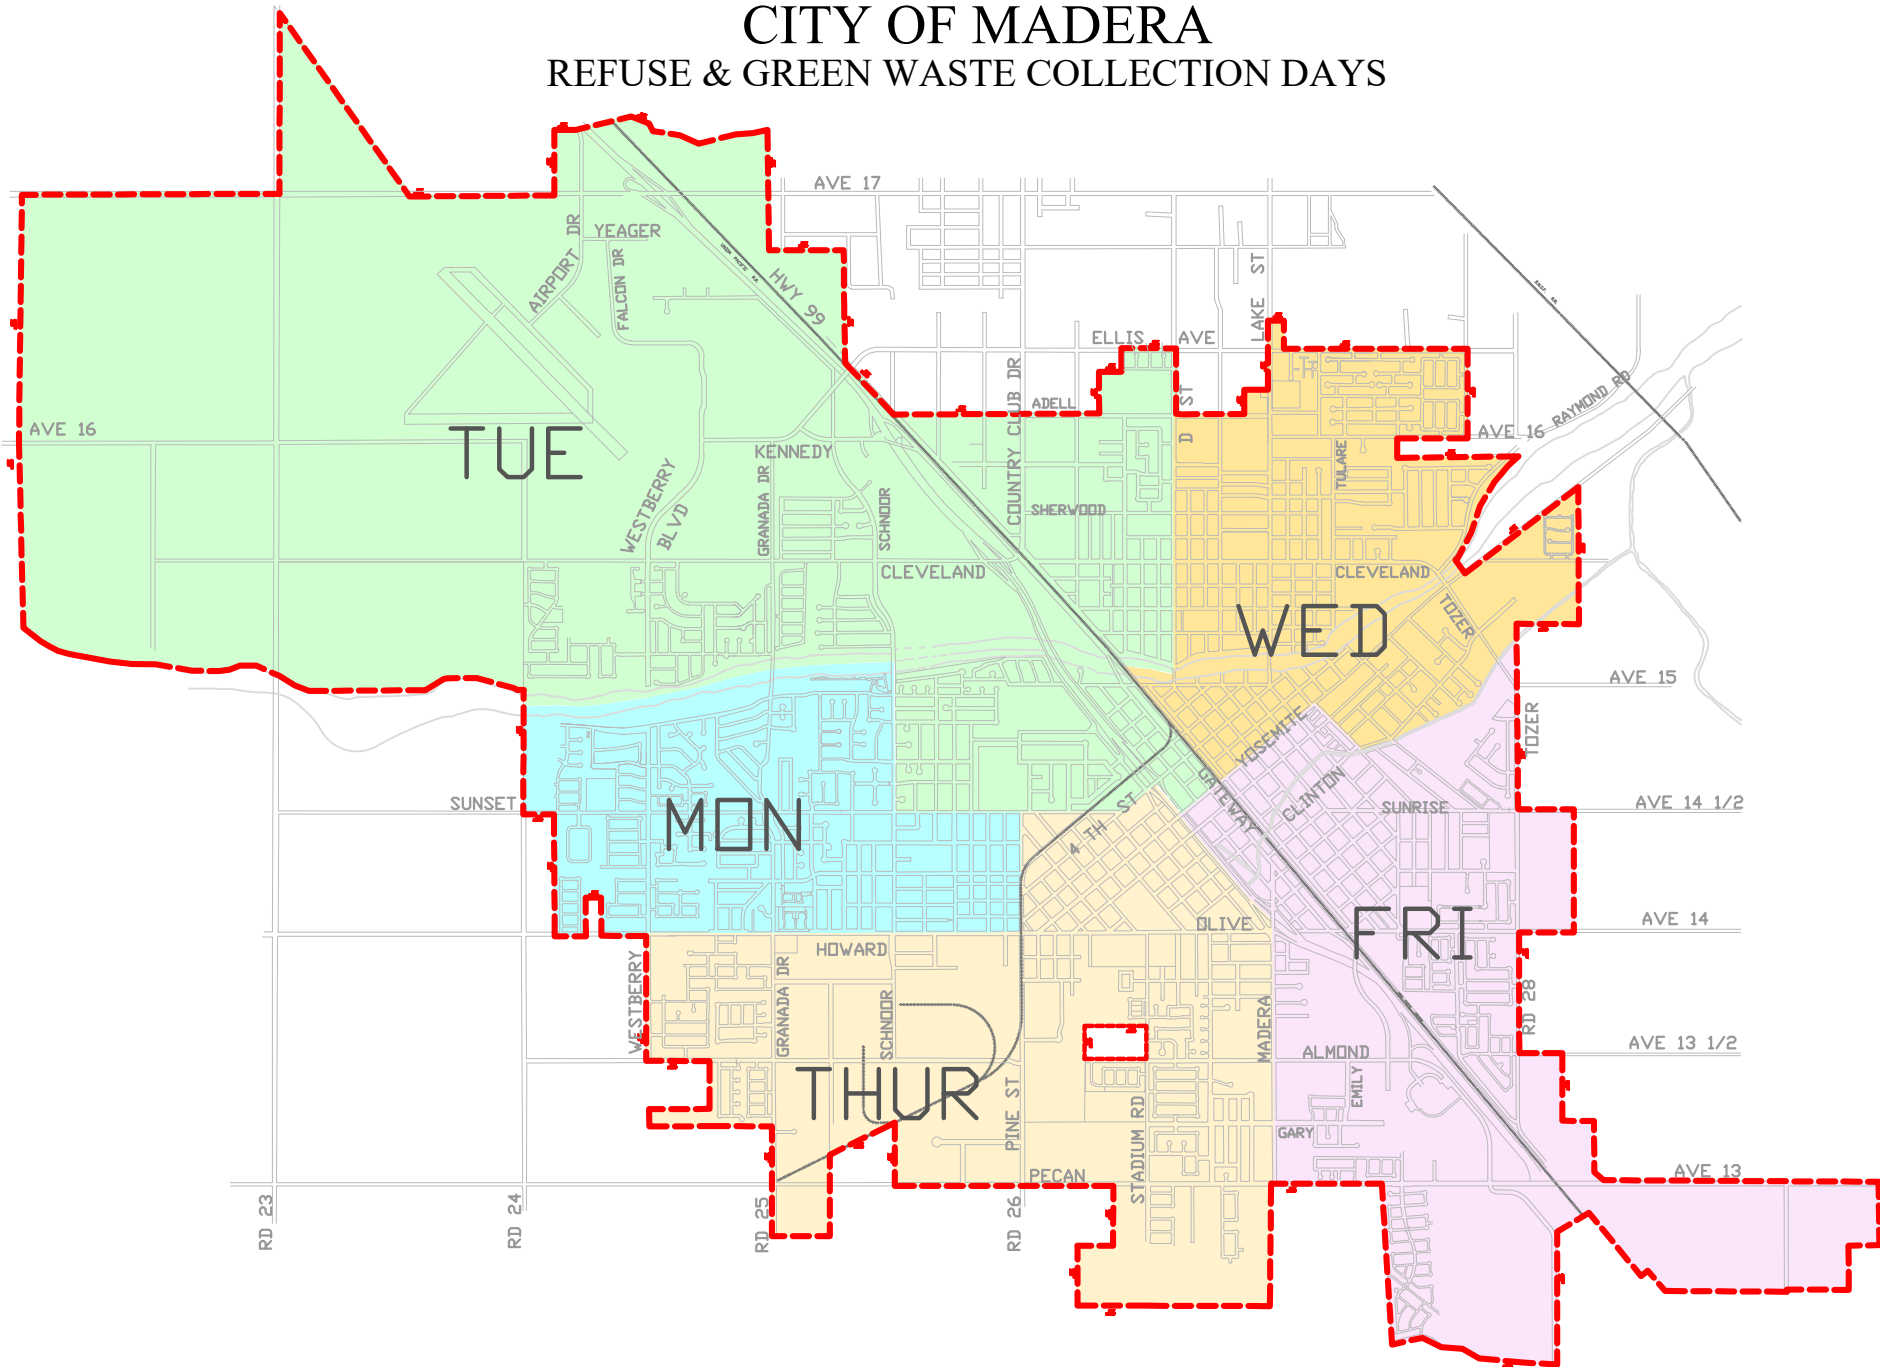 CITY OF MADERA
REFUSE & GREEN WASTE COLLECTION DAYS
AVE 17
YEAGER
AIRPORT DR
FALCON DR
UNION PACIFIC RR
HWY 99
LAKE ST
ELLIS AVE
COUNTRY CLUB DR
ADELL
D ST
RAYMOND RD
AVE 16
AVE 16
TUE
KENNEDY
TULARE
WESTBERRY BLVD
GRANADA DR
SCHNOOR
SHERWOOD
CLEVELAND
CLEVELAND
TOZER
WED
AVE 15
TOZER
YOSEMITE
GATEWAY
CLINTON
SUNSET
MON
4 TH ST
SUNRISE
AVE 14 1/2
OLIVE
FRI
AVE 14
HOWARD
WESTBERRY
GRANADA DR
SCHNOOR
MADERA
RD 28
ALMOND
AVE 13 1/2
THUR
PINE ST
STADIUM RD
EMILY
GARY
PECAN
AVE 13
RD 23
RD 24
RD 25
RD 26